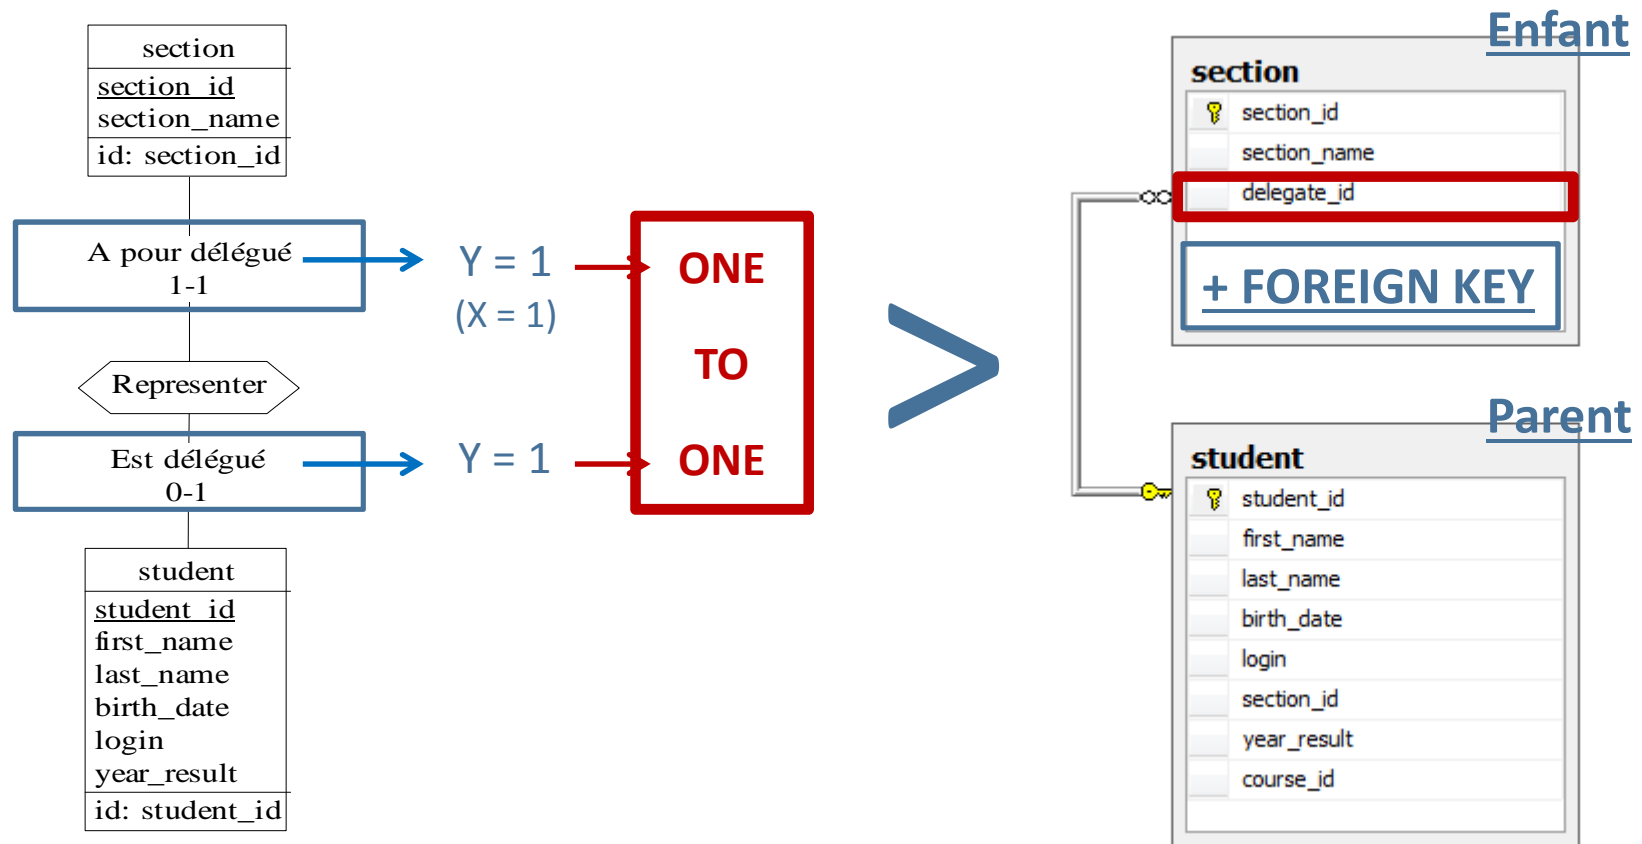 section
section_id
section_name
id: section_id
A pour délégué
1-1
Representer
Est délégué
0-1
student
student_id
first_name
last_name
birth_date
login
year_result
id: student_id
Y = 1
(X = 1)
Y = 1
ONE
TO
ONE
>
Enfant
section
section_id
section_name
delegate_id
+ FOREIGN KEY
Parent
student
student_id
first_name
last_name
birth_date
login
section_id
year_result
course_id